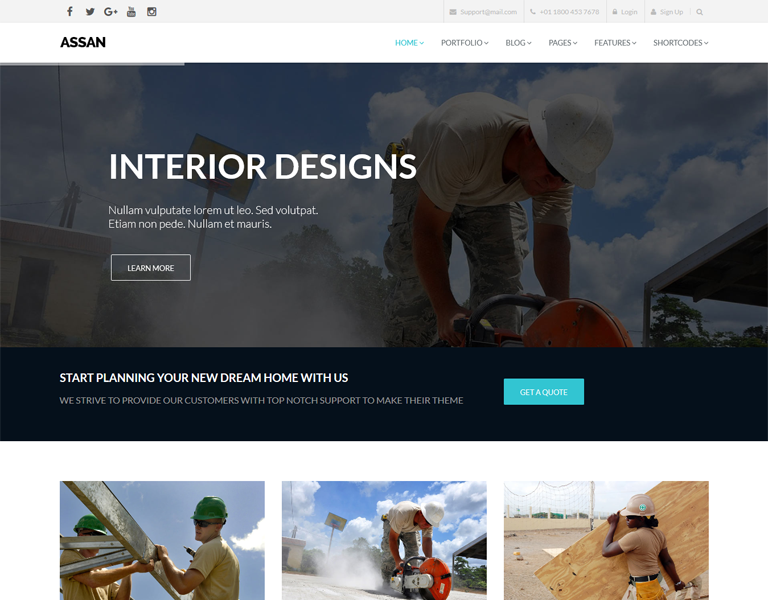 Support@mail.com +01 1800 453 7678 Login Sign Up
ASSAN HOME PORTFOLIO BLOG PAGES FEATURES SHORTCODES
INTERIOR DESIGNS
Nullam vulputate lorem ut leo. Sed volutpat.
Etiam non pede. Nullam et mauris.
LEARN MORE
START PLANNING YOUR NEW DREAM HOME WITH US
WE STRIVE TO PROVIDE OUR CUSTOMERS WITH TOP NOTCH SUPPORT TO MAKE THEIR THEME
GET A QUOTE